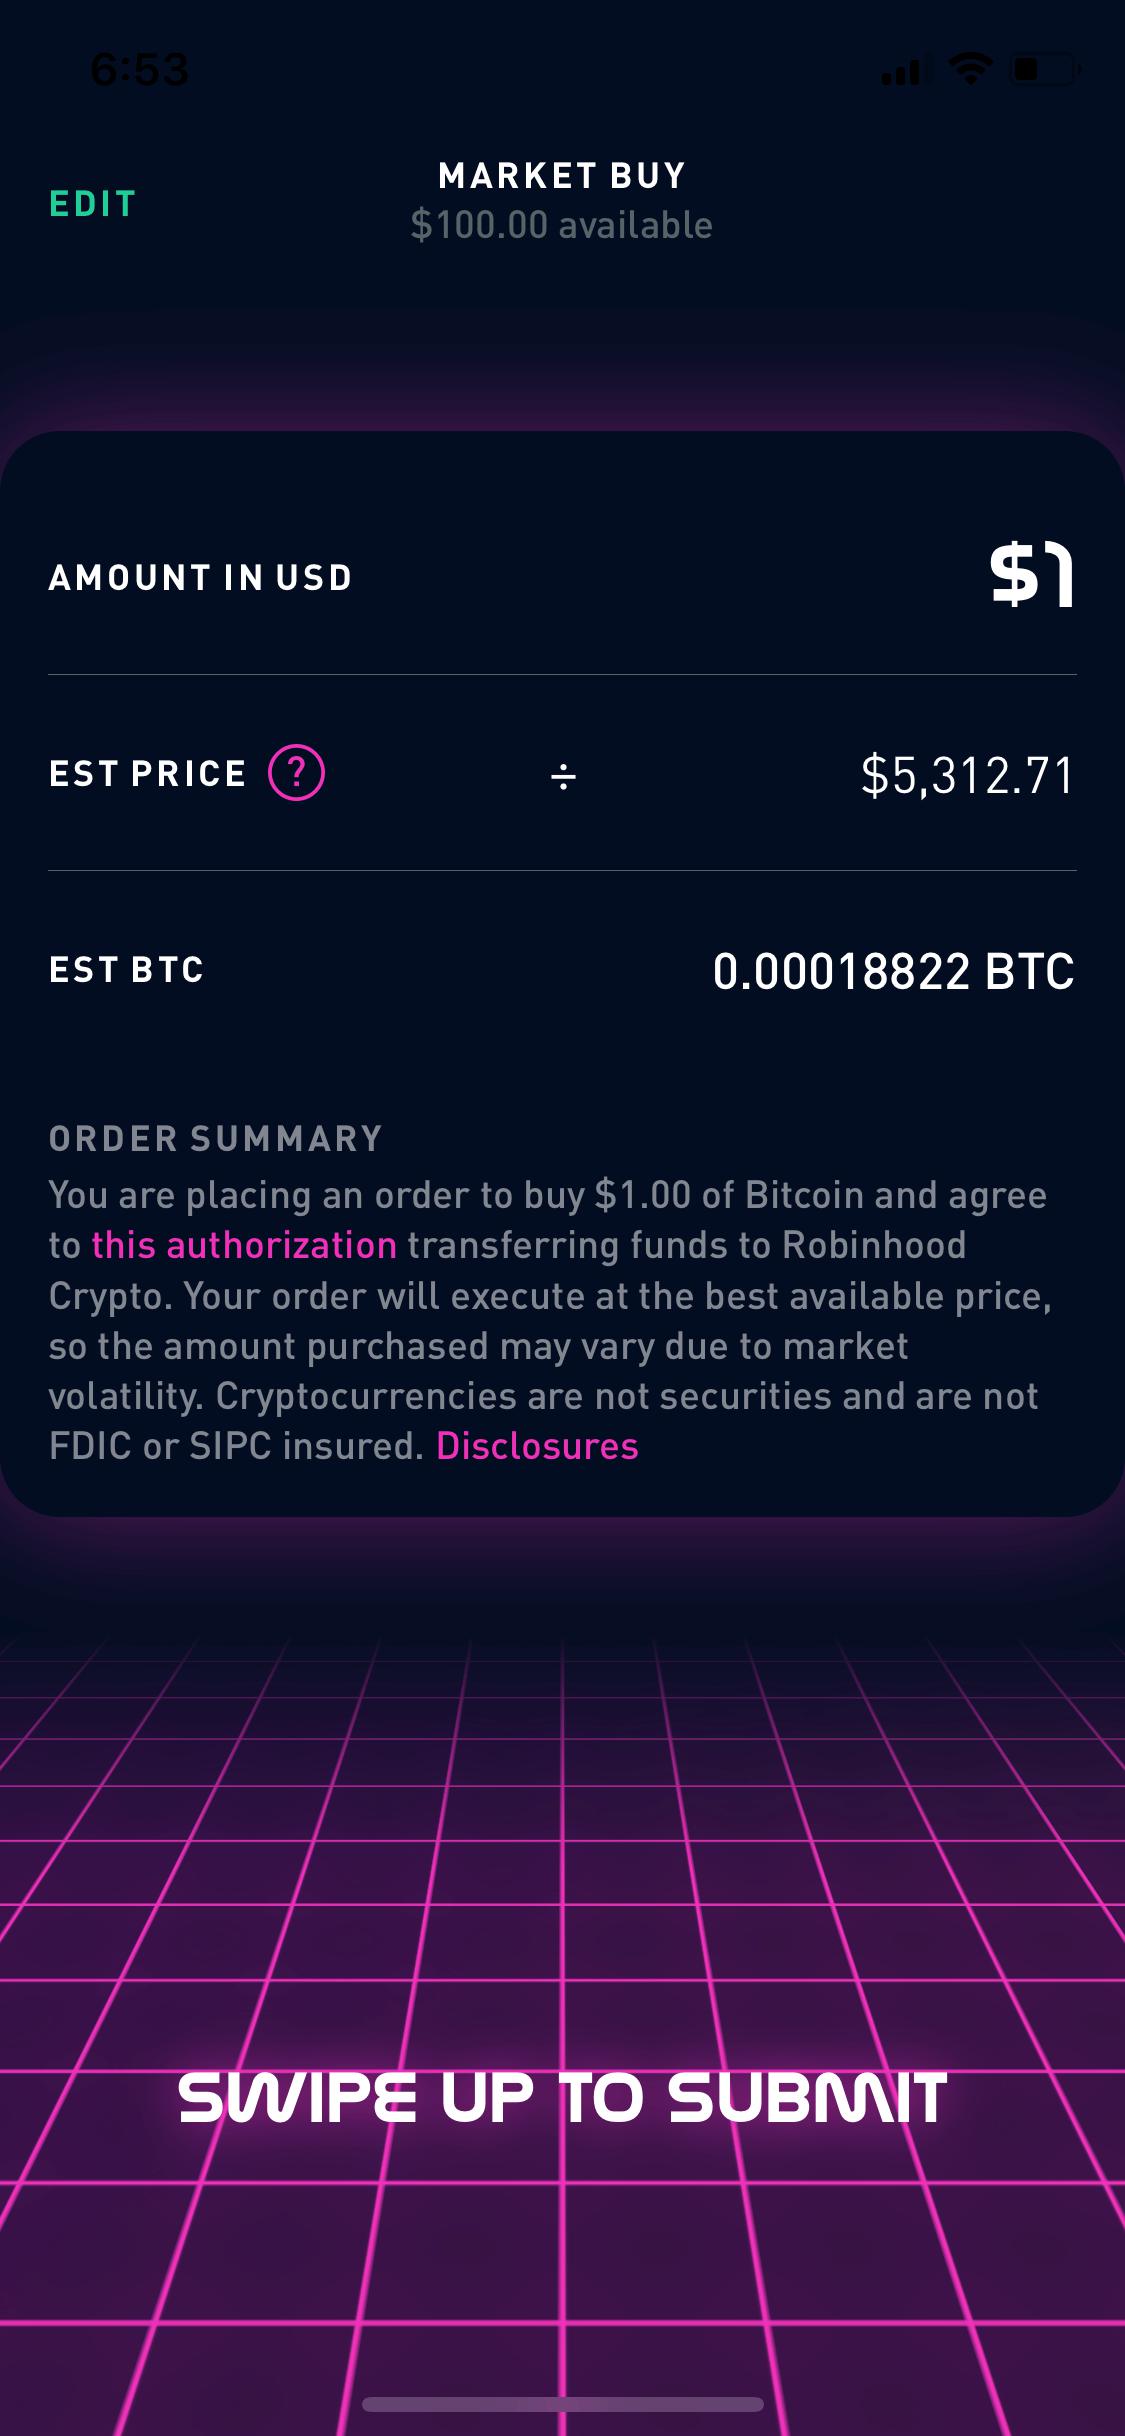 6:53
EDIT
MARKET BUY
$100.00 available
AMOUNT IN USD $1
EST PRICE ? ÷ $5,312.71
EST BTC 0.00018822 BTC
ORDER SUMMARY
You are placing an order to buy $1.00 of Bitcoin and agree
to this authorization transferring funds to Robinhood
Crypto. Your order will execute at the best available price,
so the amount purchased may vary due to market
volatility. Cryptocurrencies are not securities and are not
FDIC or SIPC insured. Disclosures
SWIPE UP TO SUBMIT